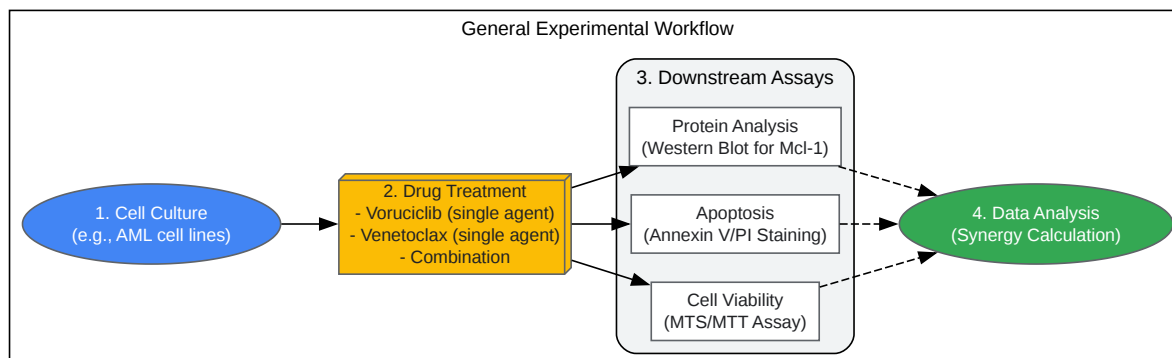 General Experimental Workflow
1. Cell Culture
(e.g., AML cell lines)
2. Drug Treatment
- Voruciclib (single agent)
- Venetoclax (single agent)
- Combination
3. Downstream Assays
Protein Analysis
(Western Blot for Mcl-1)
Apoptosis
(Annexin V/PI Staining)
Cell Viability
(MTS/MTT Assay)
4. Data Analysis
(Synergy Calculation)